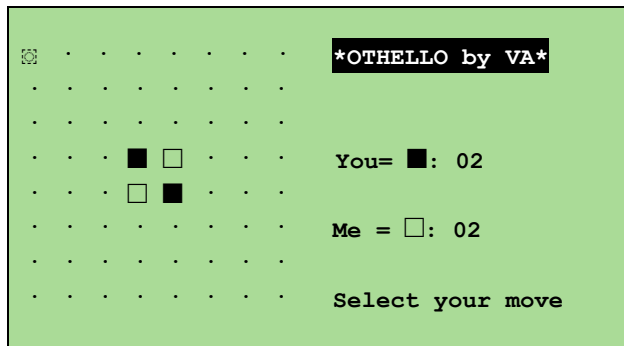 *OTHELLO by VA*
You= ■: 02
Me = □: 02
Select your move